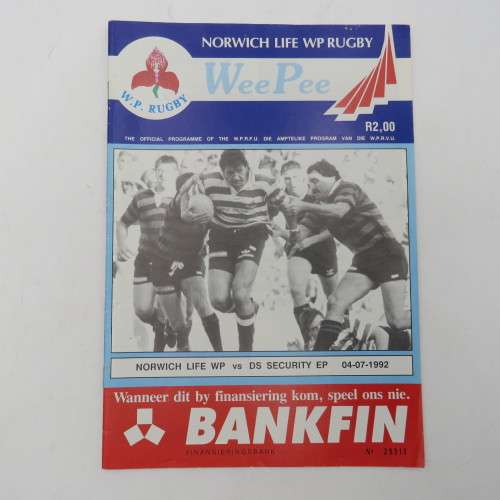 NORWICH LIFE WP RUGBY
WeePee
W.P. RUGBY
R2,00
THE OFFICIAL PROGRAMME OF THE W.P.R.F.U. DIE AMPTELIKE PROGRAM VAN DIE W.P.R.V.U.
NORWICH LIFE WP vs DS SECURITY EP 04-07-1992
Wanneer dit by finansiering kom, speel ons nie.
BANKFIN
FINANSIERINGSBANK
Nr 25313